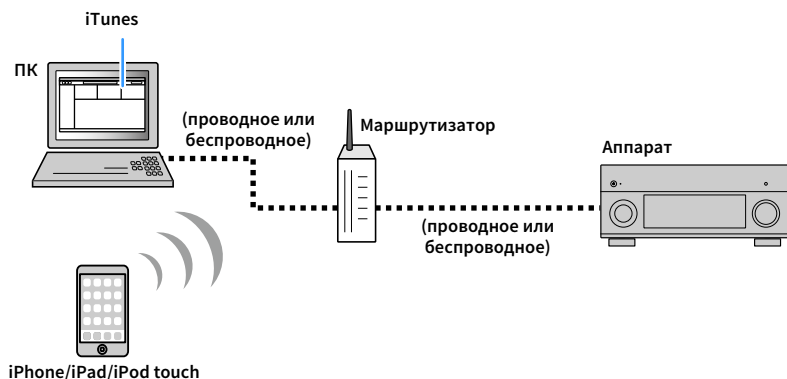 iTunes
ПК
(проводное или
беспроводное)
Маршрутизатор
Аппарат
(проводное или
беспроводное)
iPhone/iPad/iPod touch